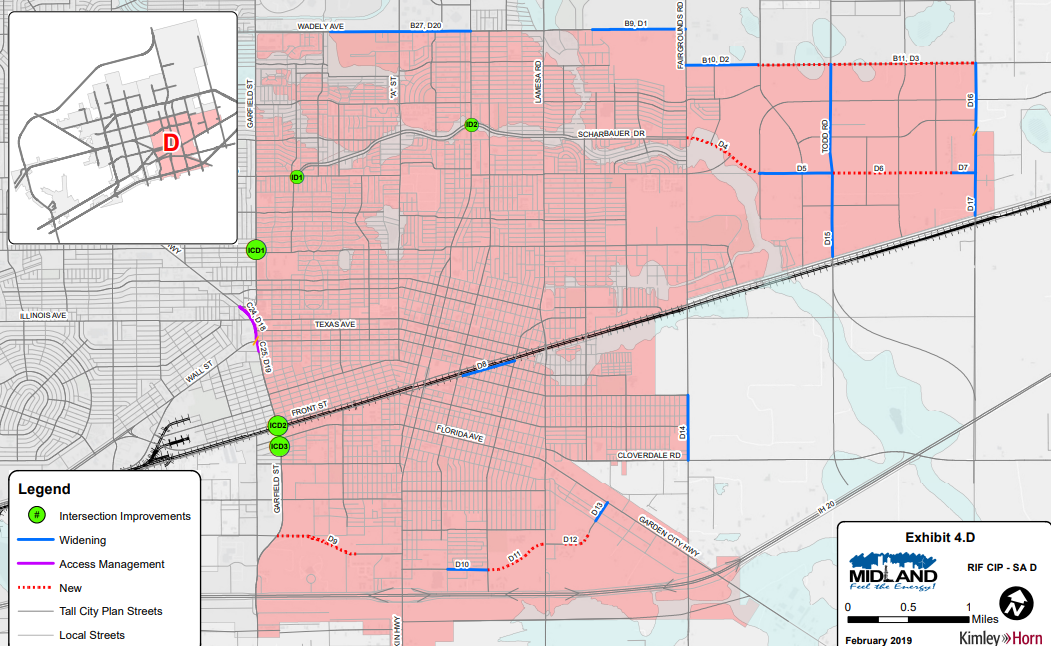 WADELY AVE
B27, D20
B9, D1
FAIRGROUNDS RD
B10, D2
B11, D3
D
GARFIELD ST
"A" ST
LAMESA RD
ID2
SCHARBAUER DR
D4
TODD RD
D16
ID1
D5
D6
D7
D17
ICD1
HWY
D15
C24, D18
ILLINOIS AVE
TEXAS AVE
C25, D19
WALL ST
D8
FRONT ST
ICD2
ICD3
FLORIDA AVE
D14
CLOVERDALE RD
GARFIELD ST
D13
GARDEN CITY HWY
IH 20
D9
D12
D11
D10
KIN HWY
Legend
# Intersection Improvements
Widening
Access Management
New
Tall City Plan Streets
Local Streets
Exhibit 4.D
MIDLAND
Feel the Energy!
RIF CIP - SA D
N
0 0.5 1
Miles
February 2019
Kimley»Horn